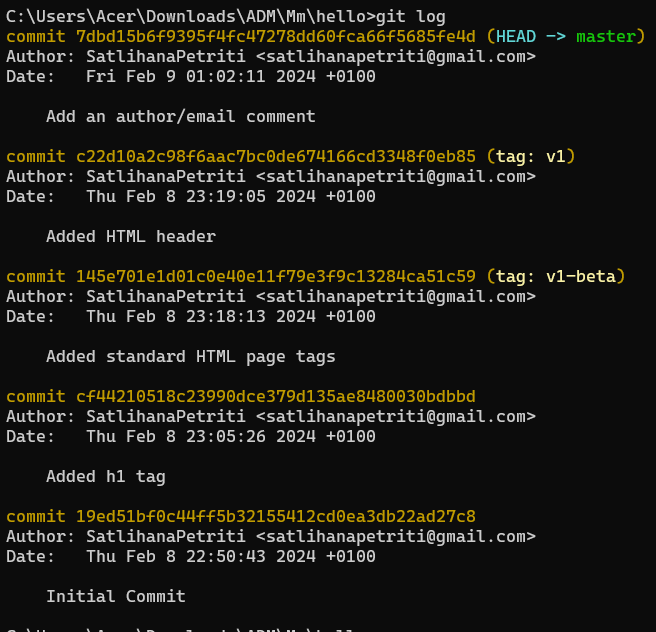 C:\Users\Acer\Downloads\ADM\Mm\hello>git log
commit 7dbd15b6f9395f4fc47278dd60fca66f5685fe4d (HEAD -> master)
Author: SatlihanaPetriti <satlihanapetriti@gmail.com>
Date:   Fri Feb 9 01:02:11 2024 +0100
    Add an author/email comment
commit c22d10a2c98f6aac7bc0de674166cd3348f0eb85 (tag: v1)
Author: SatlihanaPetriti <satlihanapetriti@gmail.com>
Date:   Thu Feb 8 23:19:05 2024 +0100
    Added HTML header
commit 145e701e1d01c0e40e11f79e3f9c13284ca51c59 (tag: v1-beta)
Author: SatlihanaPetriti <satlihanapetriti@gmail.com>
Date:   Thu Feb 8 23:18:13 2024 +0100
    Added standard HTML page tags
commit cf44210518c23990dce379d135ae8480030bdbbd
Author: SatlihanaPetriti <satlihanapetriti@gmail.com>
Date:   Thu Feb 8 23:05:26 2024 +0100
    Added h1 tag
commit 19ed51bf0c44ff5b32155412cd0ea3db22ad27c8
Author: SatlihanaPetriti <satlihanapetriti@gmail.com>
Date:   Thu Feb 8 22:50:43 2024 +0100
    Initial Commit